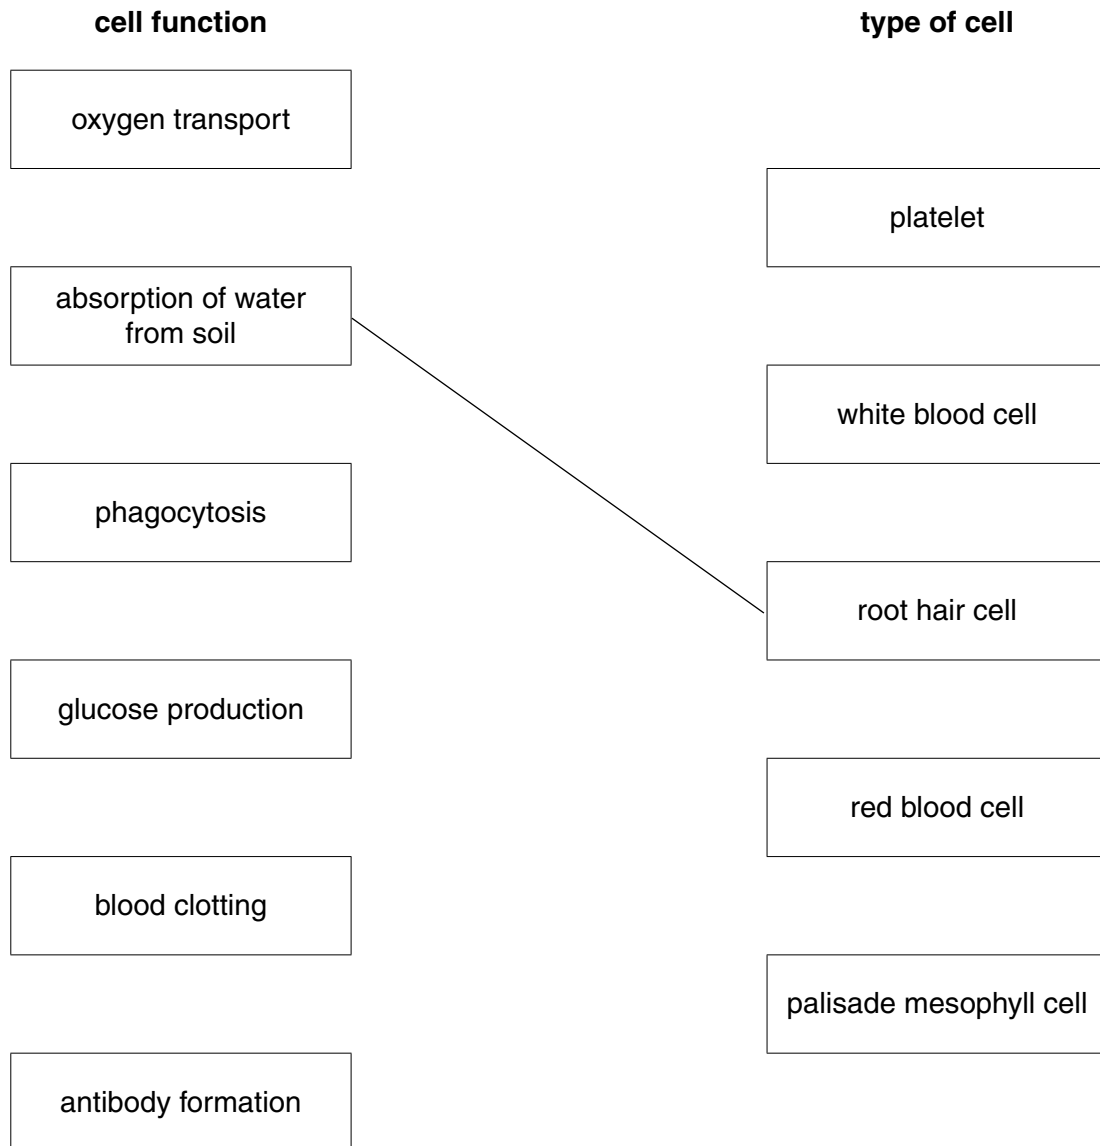 cell function
type of cell
oxygen transport
platelet
absorption of water
from soil
white blood cell
phagocytosis
root hair cell
glucose production
red blood cell
blood clotting
palisade mesophyll cell
antibody formation